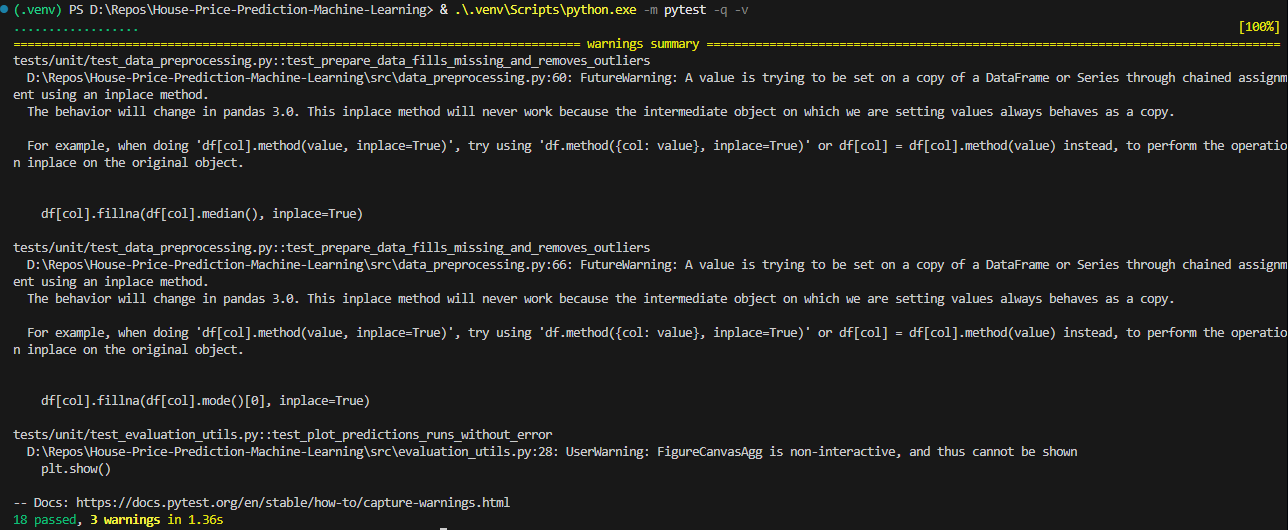 (.venv) PS D:\Repos\House-Price-Prediction-Machine-Learning> & .\.venv\Scripts\python.exe -m pytest -q -v
.................. [100%]
============================== warnings summary ==============================
tests/unit/test_data_preprocessing.py::test_prepare_data_fills_missing_and_removes_outliers
D:\Repos\House-Price-Prediction-Machine-Learning\src\data_preprocessing.py:60: FutureWarning: A value is trying to be set on a copy of a DataFrame or Series through chained assignm
ent using an inplace method.
The behavior will change in pandas 3.0. This inplace method will never work because the intermediate object on which we are setting values always behaves as a copy.
For example, when doing 'df[col].method(value, inplace=True)', try using 'df.method({col: value}, inplace=True)' or df[col] = df[col].method(value) instead, to perform the operatio
n inplace on the original object.
df[col].fillna(df[col].median(), inplace=True)
tests/unit/test_data_preprocessing.py::test_prepare_data_fills_missing_and_removes_outliers
D:\Repos\House-Price-Prediction-Machine-Learning\src\data_preprocessing.py:66: FutureWarning: A value is trying to be set on a copy of a DataFrame or Series through chained assignm
ent using an inplace method.
The behavior will change in pandas 3.0. This inplace method will never work because the intermediate object on which we are setting values always behaves as a copy.
For example, when doing 'df[col].method(value, inplace=True)', try using 'df.method({col: value}, inplace=True)' or df[col] = df[col].method(value) instead, to perform the operatio
n inplace on the original object.
df[col].fillna(df[col].mode()[0], inplace=True)
tests/unit/test_evaluation_utils.py::test_plot_predictions_runs_without_error
D:\Repos\House-Price-Prediction-Machine-Learning\src\evaluation_utils.py:28: UserWarning: FigureCanvasAgg is non-interactive, and thus cannot be shown
plt.show()
-- Docs: https://docs.pytest.org/en/stable/how-to/capture-warnings.html
18 passed, 3 warnings in 1.36s